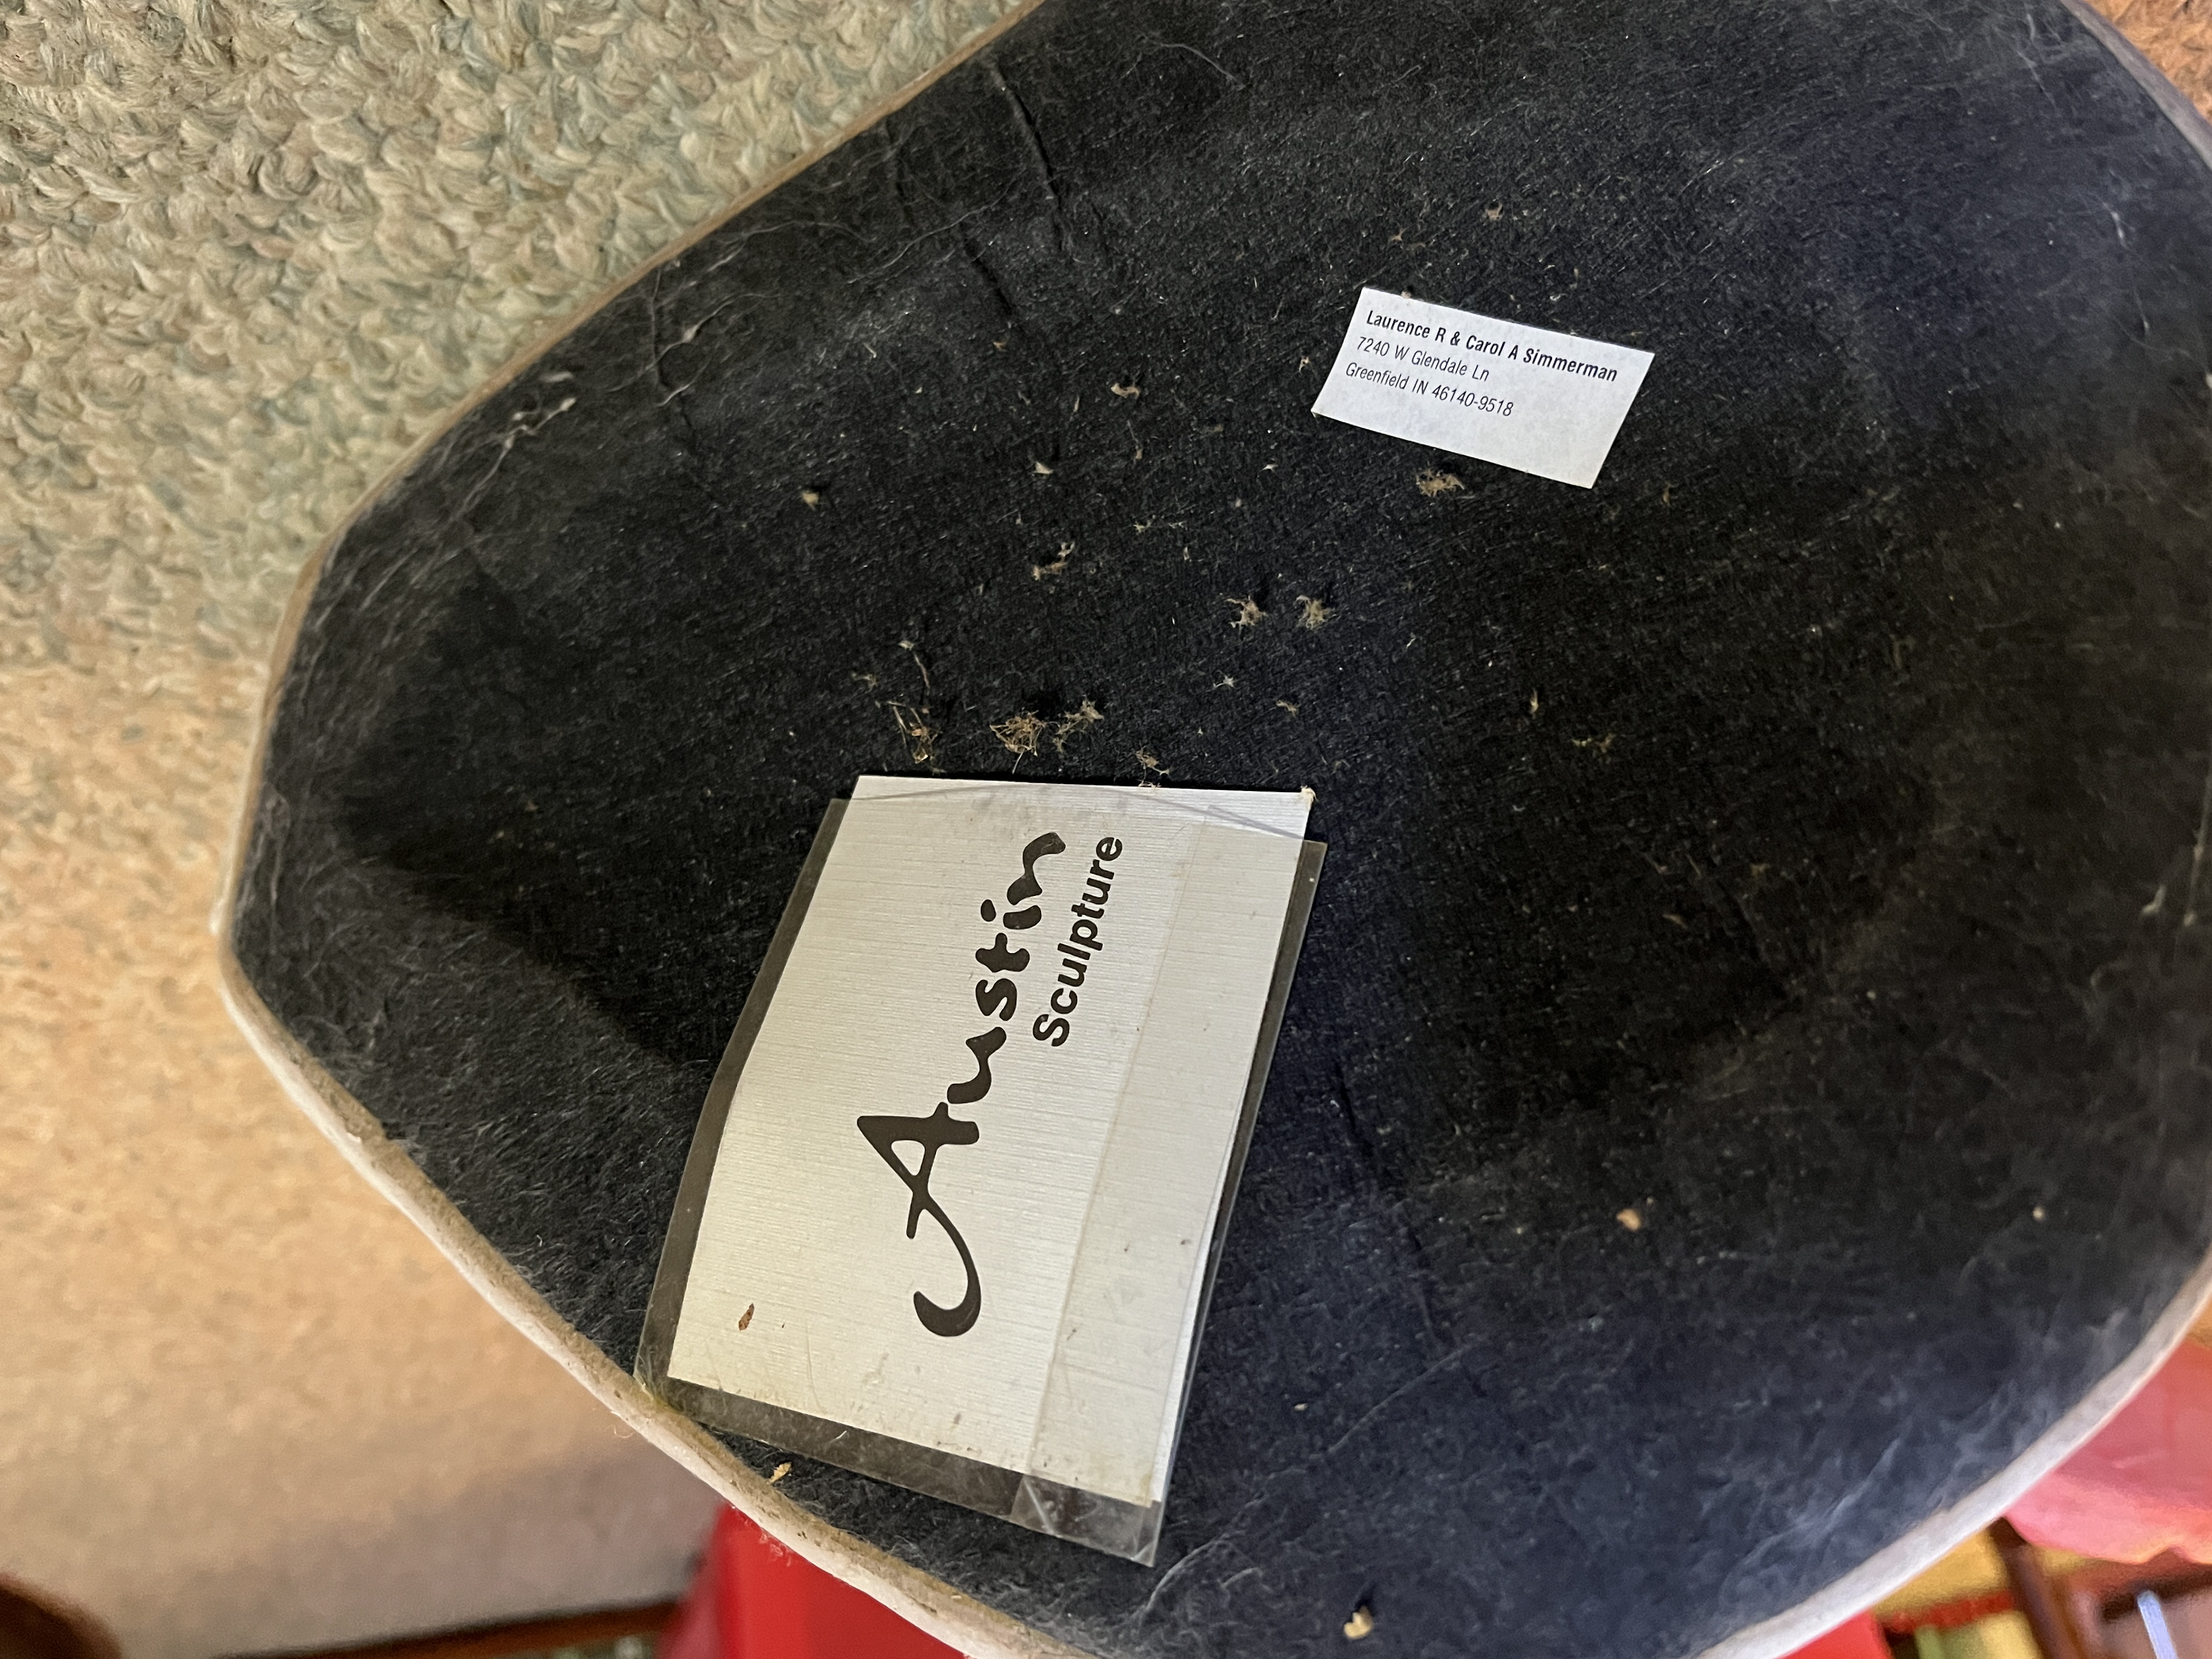 Laurence R & Carol A Simmerman
7240 W Glendale Ln
Greenfield IN 46140-9518
Austin
Sculpture